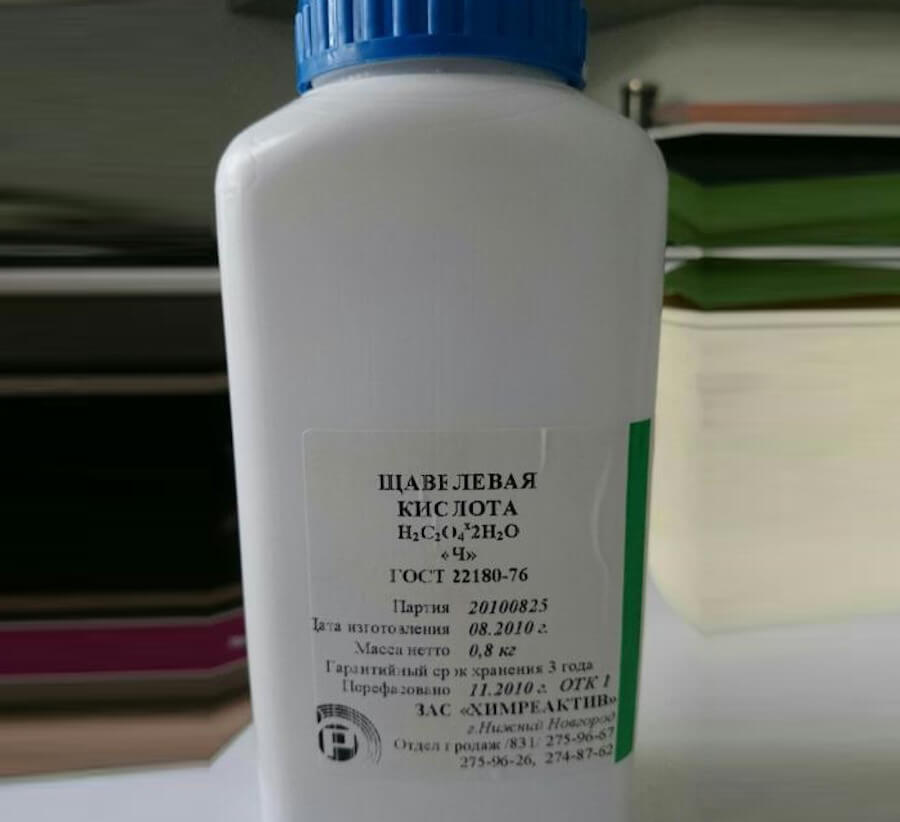 ЩАВЕЛЕВАЯ
КИСЛОТА
H₂C₂O₄ˣ2H₂O
«Ч»
ГОСТ 22180-76
Партия 20100825
Дата изготовления 08.2010 г.
Масса нетто 0,8 кг
Гарантийный срок хранения 3 года
Перефасовано 11.2010 г. ОТК 1
ЗАО «ХИМРЕАКТИВ»
г.Нижний Новгород
Отдел продаж /831/ 275-96-67
275-96-26, 274-87-62